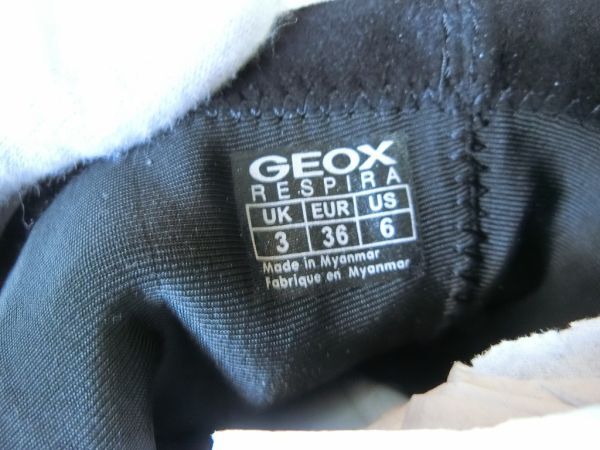 GEOX
RESPIRA
UK EUR US
3 36 6
Made in Myanmar
Fabrique en Myanmar